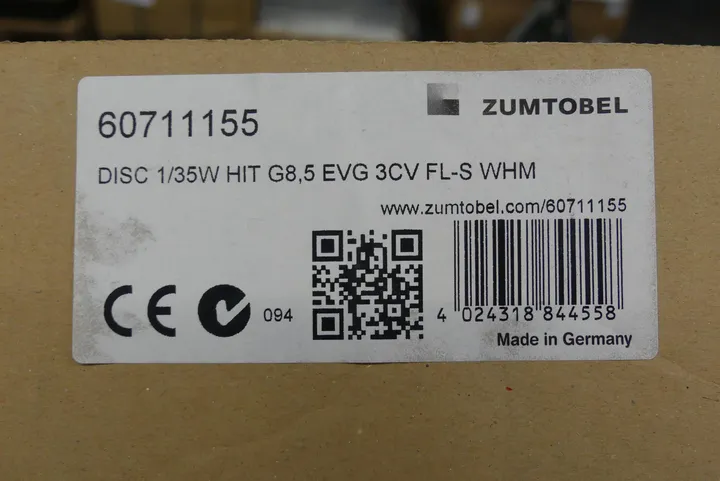 60711155
ZUMTOBEL
DISC 1/35W HIT G8,5 EVG 3CV FL-S WHM
www.zumtobel.com/60711155
CE
094
4 024318 844558
Made in Germany